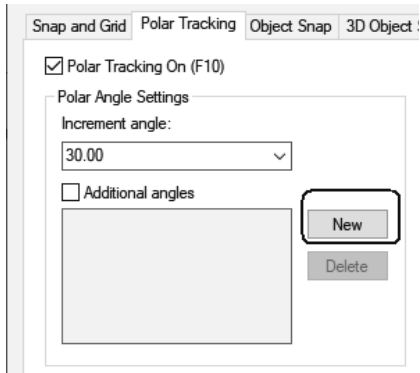 Snap and Grid Polar Tracking Object Snap 3D Object
Polar Tracking On (F10)
Polar Angle Settings
Increment angle:
30.00
Additional angles
New
Delete